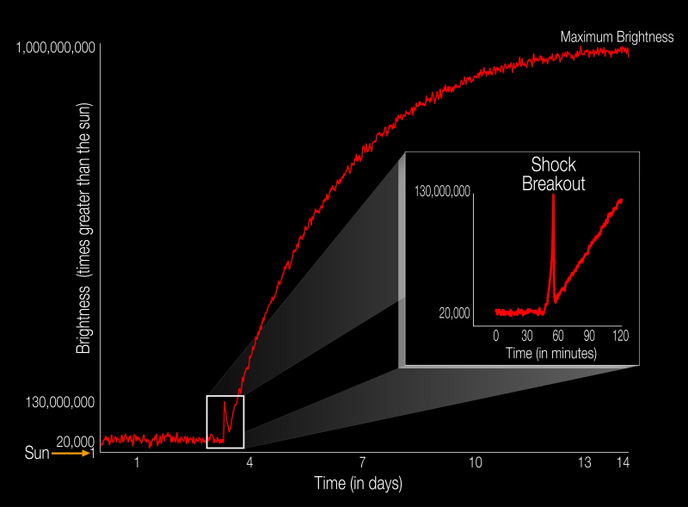 Maximum Brightness
1,000,000,000
Brightness (times greater than the sun)
130,000,000
20,000
Sun
1
1 4 7 10 13 14
Time (in days)
Shock
Breakout
130,000,000
20,000
0 30 60 90 120
Time (in minutes)